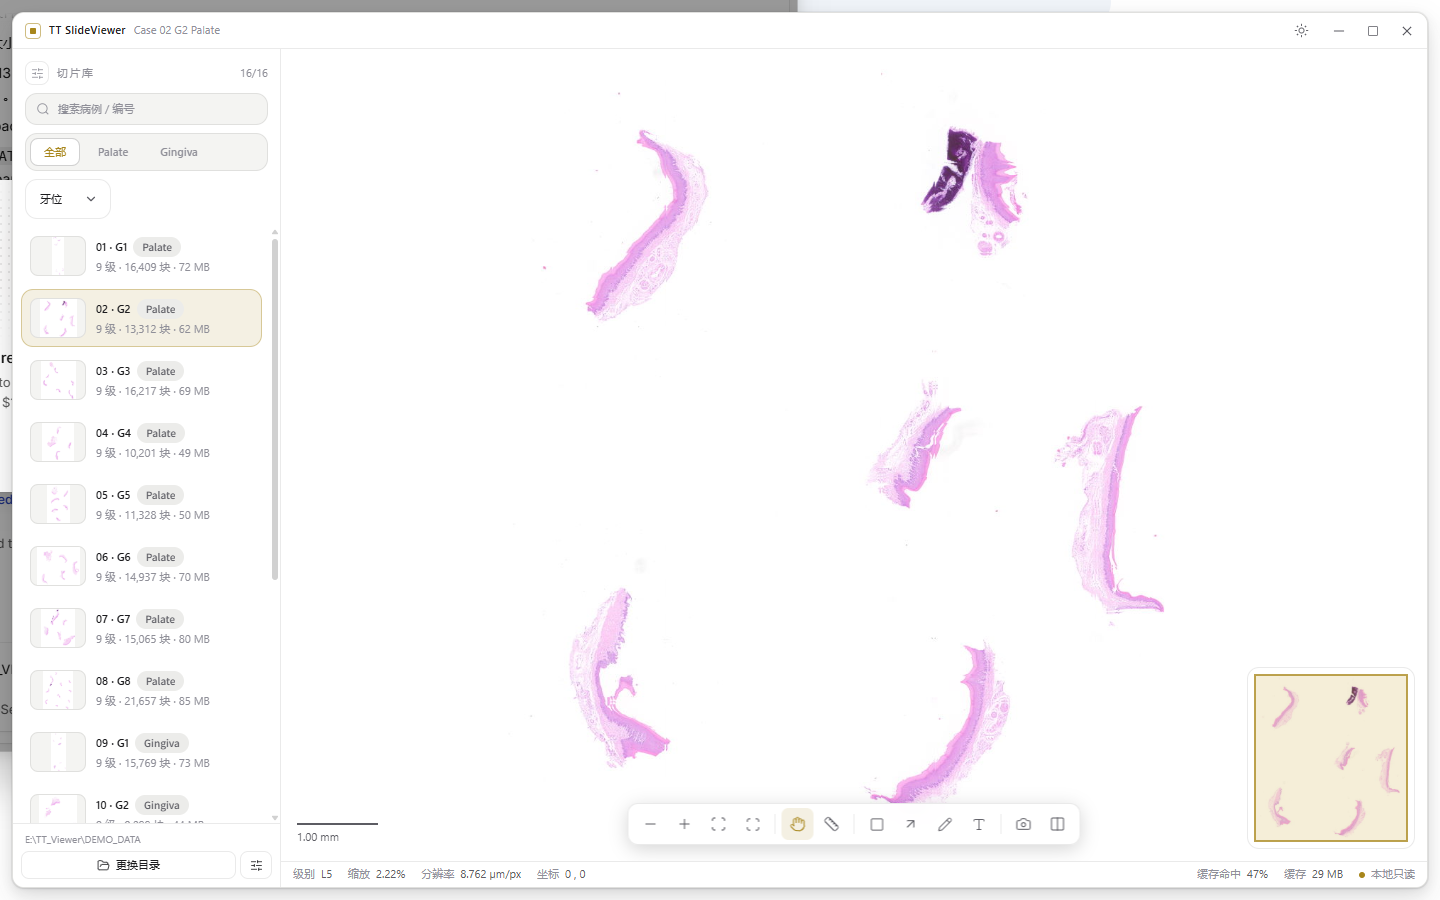 TT SlideViewer Case 02 G2 Palate
切片库 16/16
搜索病例 / 编号
全部 Palate Gingiva
牙位
01 · G1 Palate
9 级 · 16,409 块 · 72 MB
02 · G2 Palate
9 级 · 13,312 块 · 62 MB
03 · G3 Palate
9 级 · 16,217 块 · 69 MB
04 · G4 Palate
9 级 · 10,201 块 · 49 MB
05 · G5 Palate
9 级 · 11,328 块 · 50 MB
06 · G6 Palate
9 级 · 14,937 块 · 70 MB
07 · G7 Palate
9 级 · 15,065 块 · 80 MB
08 · G8 Palate
9 级 · 21,657 块 · 85 MB
09 · G1 Gingiva
9 级 · 15,769 块 · 73 MB
10 · G2 Gingiva
E:\TT_Viewer\DEMO_DATA
更换目录
1.00 mm
T
级别 L5 缩放 2.22% 分辨率 8.762 µm/px 坐标 0 , 0 缓存命中 47% 缓存 29 MB 本地只读